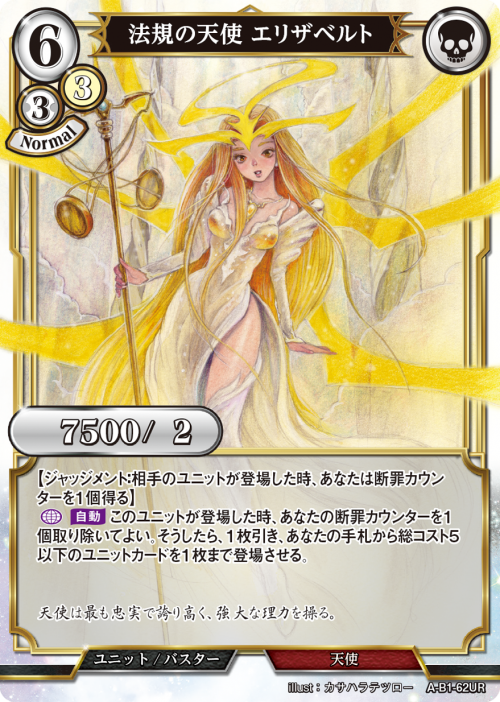 6
法規の天使 エリザベルト
3
3
Normal
7500/ 2
【ジャッジメント:相手のユニットが登場した時、あなたは断罪カウン
ターを1個得る】
自動 このユニットが登場した時、あなたの断罪カウンターを1
個取り除いてよい。そうしたら、1枚引き、あなたの手札から総コスト5
以下のユニットカードを1枚まで登場させる。
天使は最も忠実で誇り高く、強大な理力を操る。
ユニット / バスター
天使
illust : カサハラテツロー A-B1-62UR